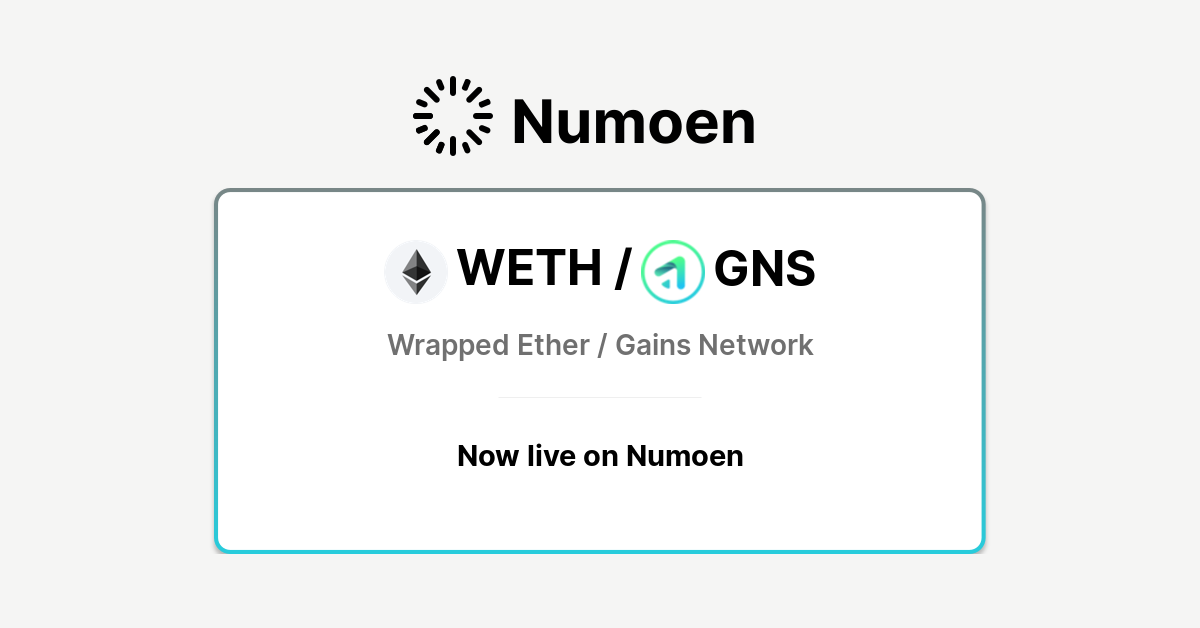 Numoen
WETH / GNS
Wrapped Ether / Gains Network
Now live on Numoen